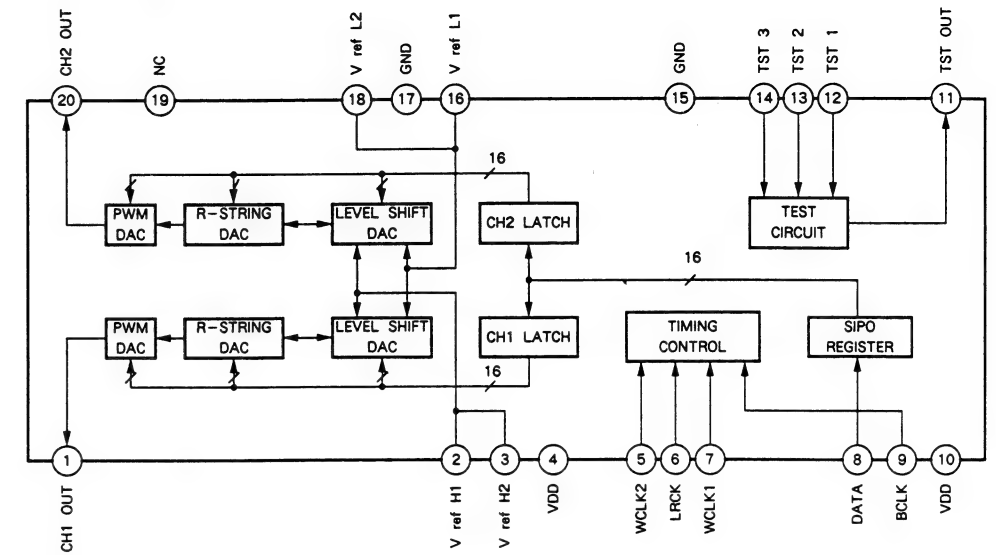 CH2 OUT
NC
V ref L2
GND
V ref L1
GND
TST 3
TST 2
TST 1
TST OUT
20
19
18
17
16
15
14
13
12
11
16
PWM
DAC
R-STRING
DAC
LEVEL SHIFT
DAC
CH2 LATCH
TEST
CIRCUIT
16
PWM
DAC
R-STRING
DAC
LEVEL SHIFT
DAC
CH1 LATCH
TIMING
CONTROL
SIPO
REGISTER
16
1
2
3
4
5
6
7
8
9
10
CH1 OUT
V ref H1
V ref H2
VDD
WCLK2
LRCK
WCLK1
DATA
BCLK
VDD